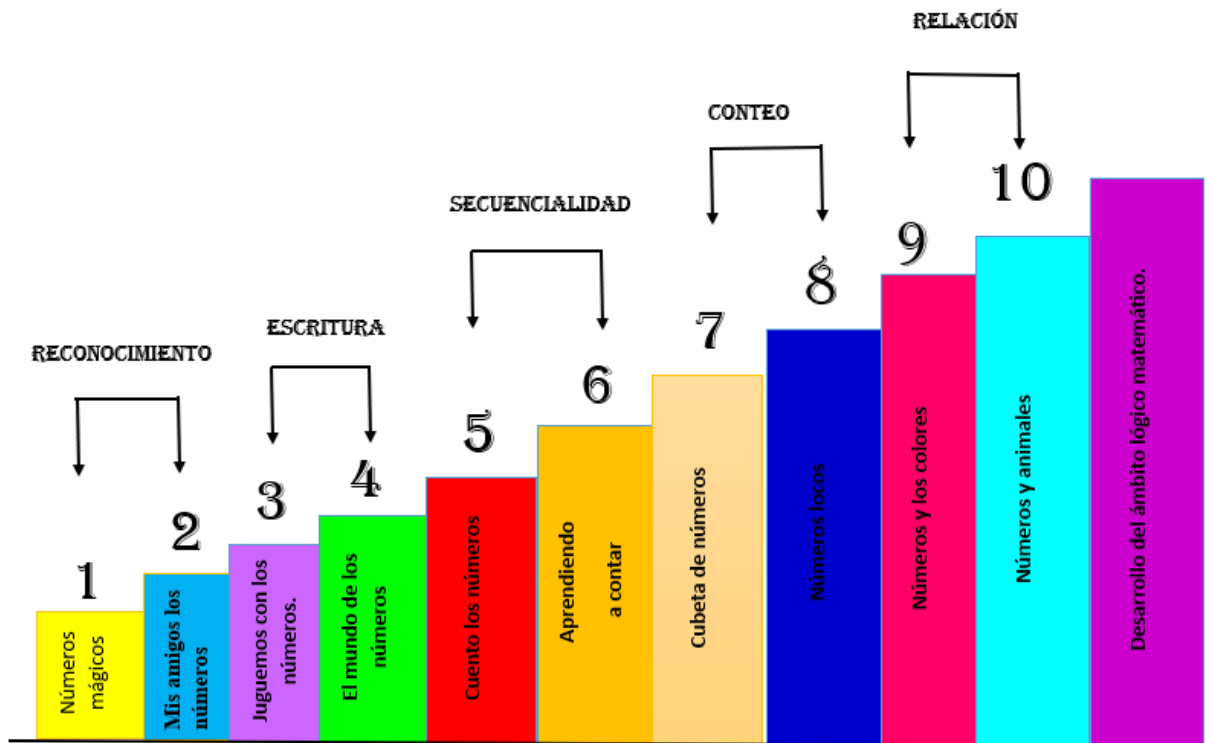 RELACIÓN
CONTEO
SECUENCIALIDAD
ESCRITURA
RECONOCIMIENTO
1
2
3
4
5
6
7
8
9
10
Números
mágicos
Mis amigos los
números
Juguemos con los
números.
El mundo de los
números
Cuento los números
Aprendiendo
a contar
Cubeta de números
Números locos
Números y los colores
Números y animales
Desarrollo del ámbito lógico matemático.